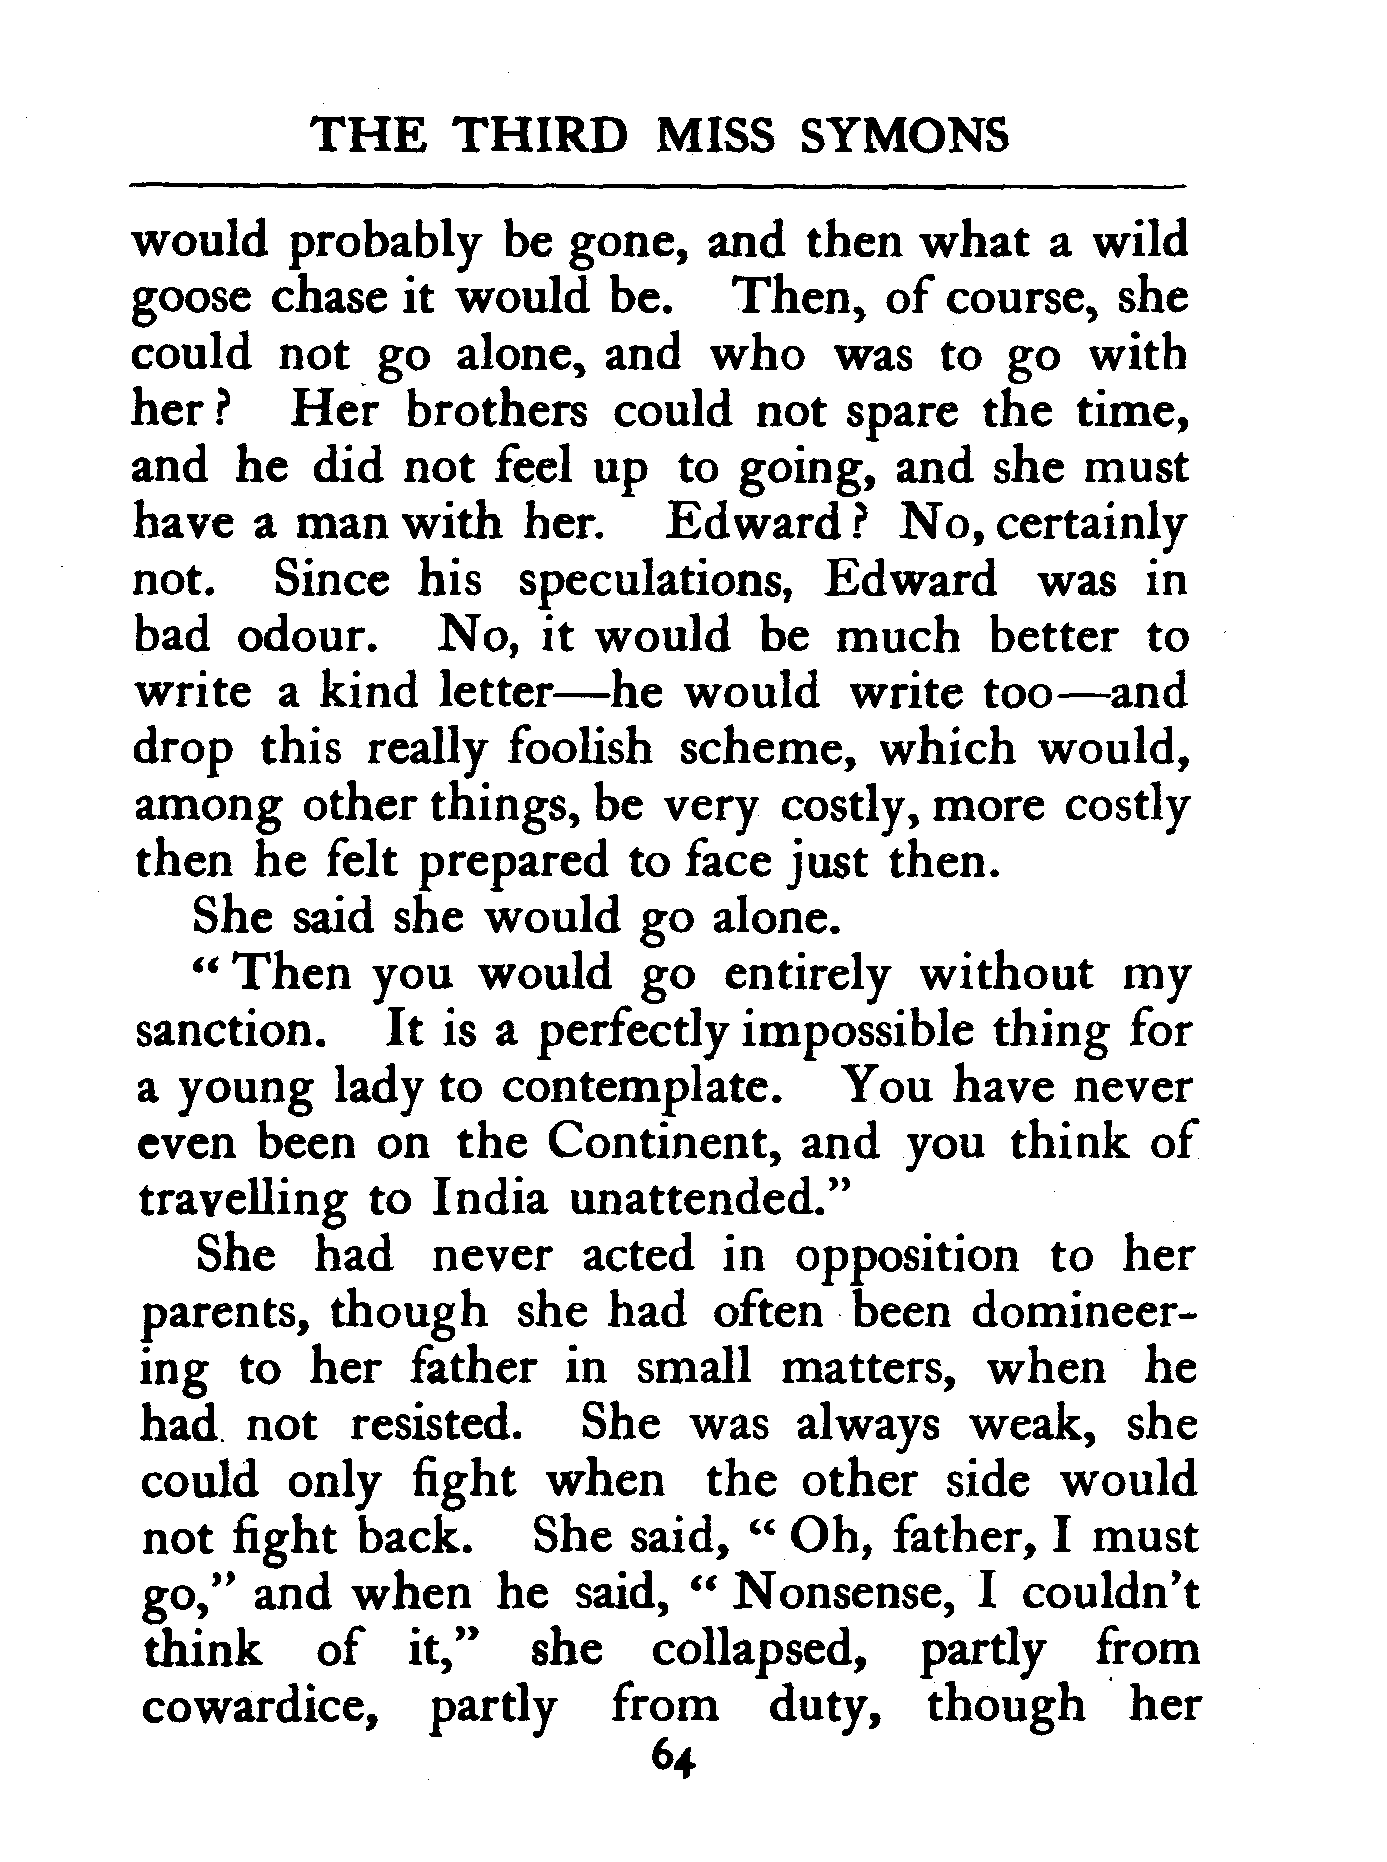 THE THIRD MISS SYMONS
would probably be gone, and then what a wild
goose chase it would be. Then, of course, she
could not go alone, and who was to go with
her? Her brothers could not spare the time,
and he did not feel up to going, and she must
have a man with her. Edward? No, certainly
not. Since his speculations, Edward was in
bad odour. No, it would be much better to
write a kind letter—he would write too—and
drop this really foolish scheme, which would,
among other things, be very costly, more costly
then he felt prepared to face just then.
She said she would go alone.
“Then you would go entirely without my
sanction. It is a perfectly impossible thing for
a young lady to contemplate. You have never
even been on the Continent, and you think of
travelling to India unattended.”
She had never acted in opposition to her
parents, though she had often been domineer-
ing to her father in small matters, when he
had not resisted. She was always weak, she
could only fight when the other side would
not fight back. She said, “Oh, father, I must
go,” and when he said, “Nonsense, I couldn’t
think of it,” she collapsed, partly from
cowardice, partly from duty, though her
64